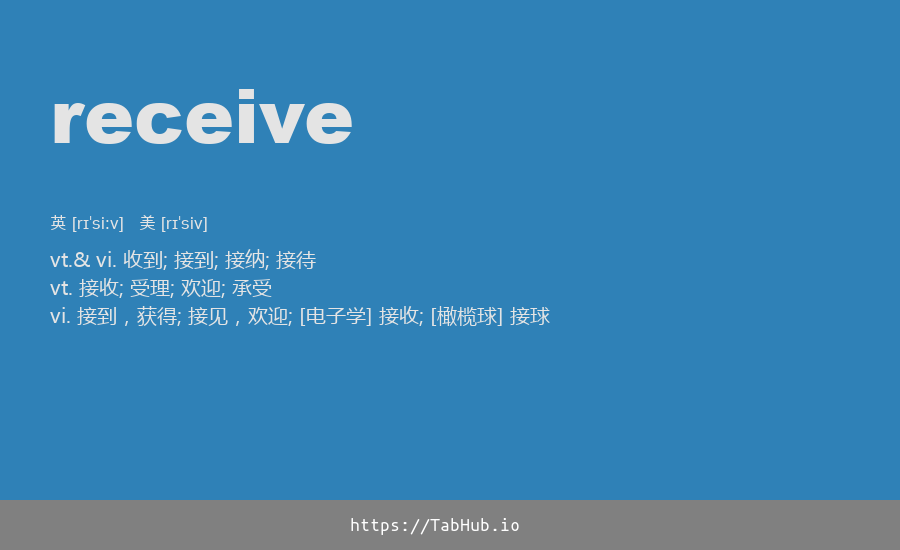 receive
英 [rɪˈsiːv] 美 [rɪˈsiv]
vt.& vi. 收到; 接到; 接纳; 接待
vt. 接收; 受理; 欢迎; 承受
vi. 接到，获得; 接见，欢迎; [电子学] 接收; [橄榄球] 接球
https://TabHub.io